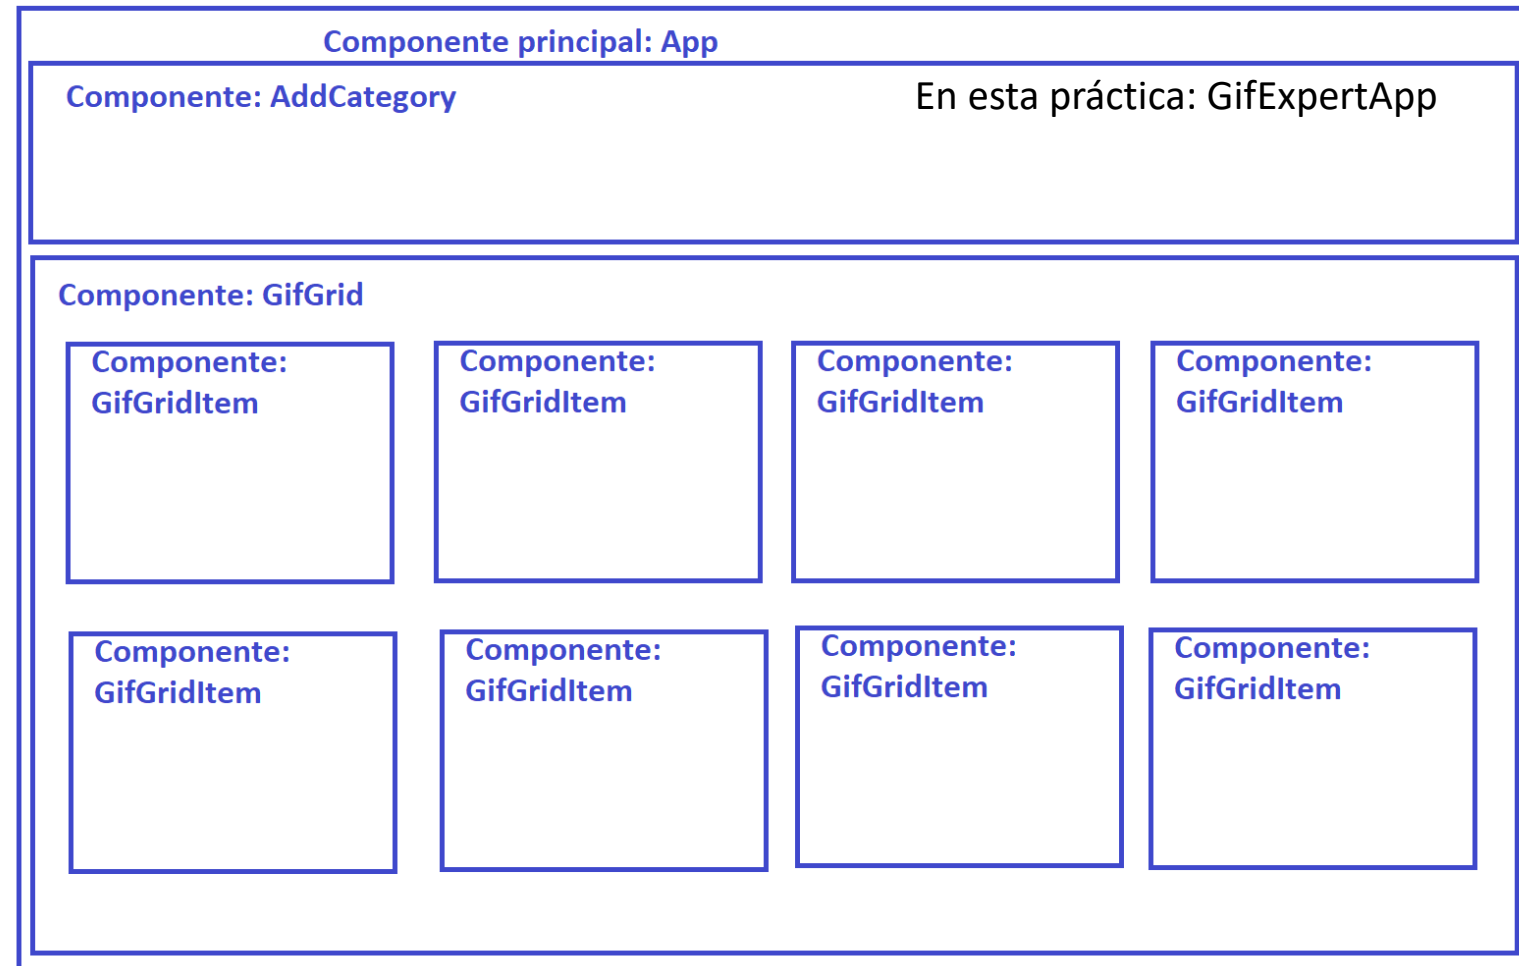 Componente principal: App
Componente: AddCategory
En esta práctica: GifExpertApp
Componente: GifGrid
Componente:
GifGridItem
Componente:
GifGridItem
Componente:
GifGridItem
Componente:
GifGridItem
Componente:
GifGridItem
Componente:
GifGridItem
Componente:
GifGridItem
Componente:
GifGridItem